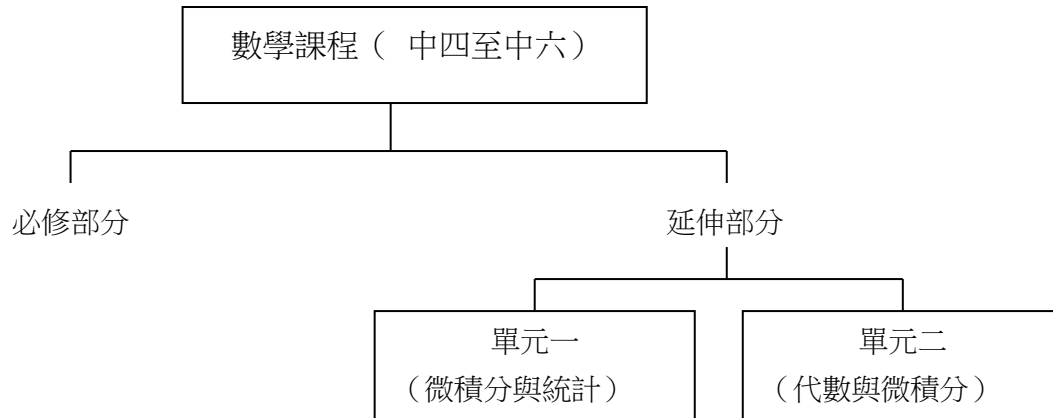 數學課程（ 中四至中六）
必修部分
延伸部分
單元一
（微積分與統計）
單元二
（代數與微積分）